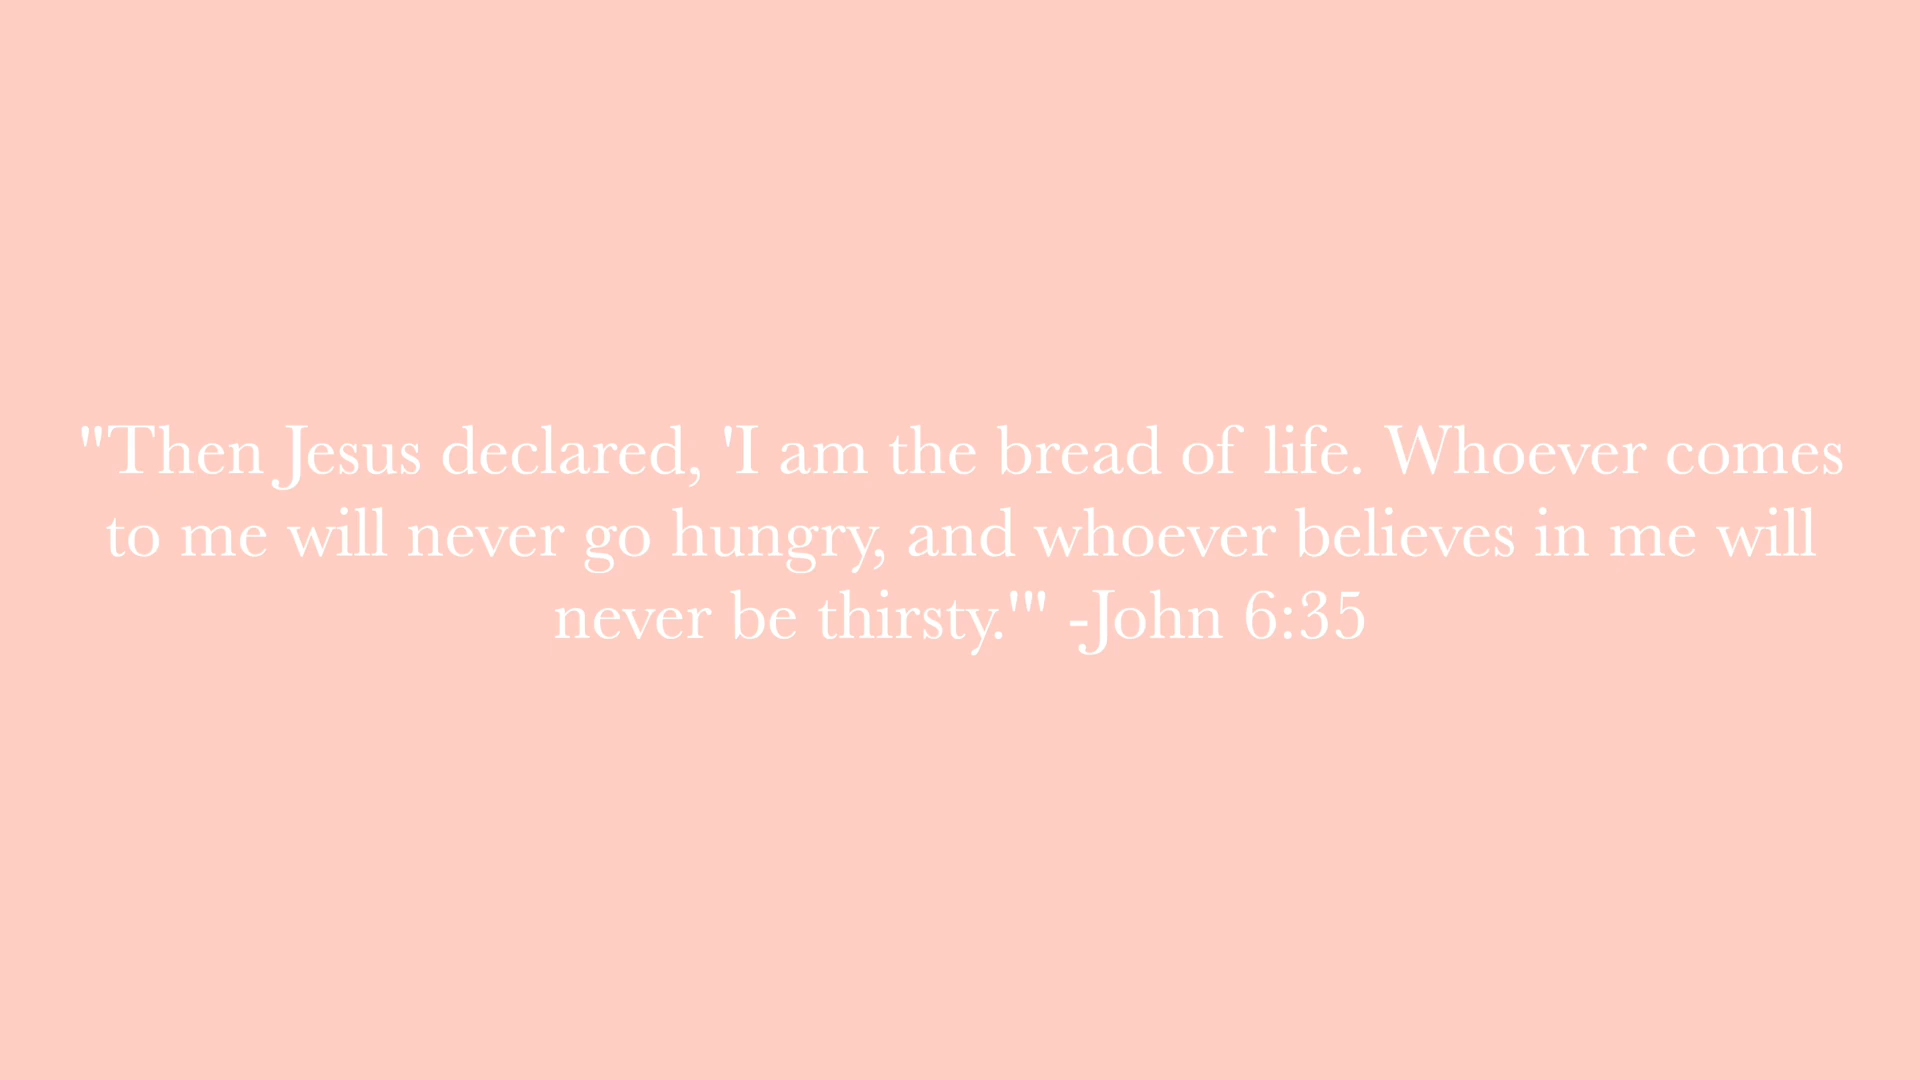 "Then Jesus declared, 'I am the bread of life. Whoever comes
to me will never go hungry, and whoever believes in me will
never be thirsty.'" -John 6:35